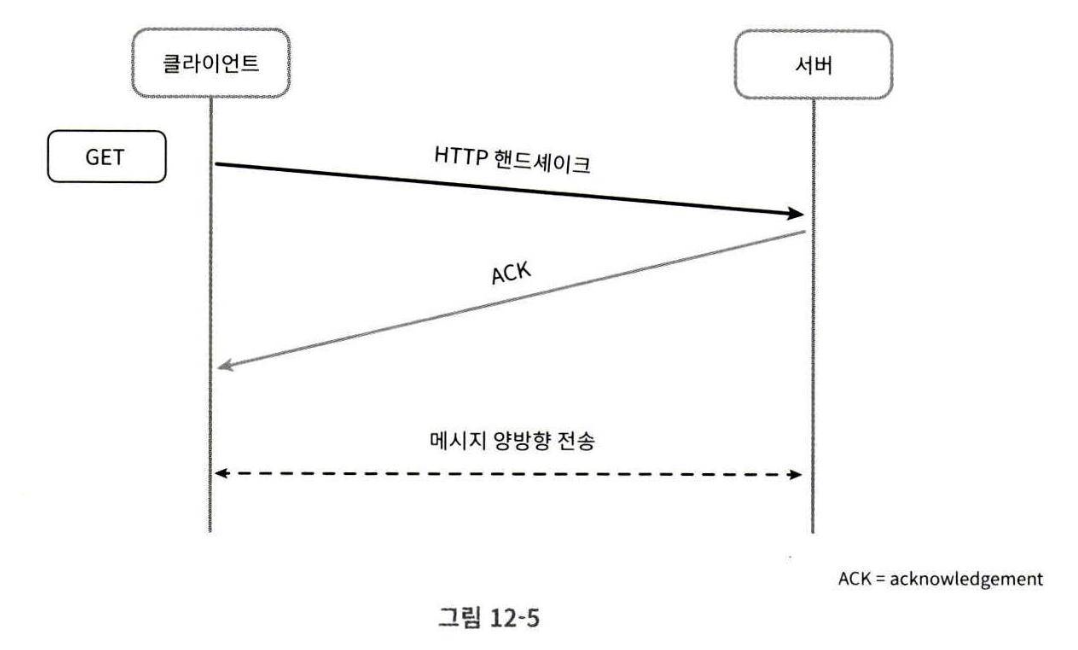 클라이언트
서버
GET
HTTP 핸드셰이크
ACK
메시지 양방향 전송
ACK = acknowledgement
그림 12-5